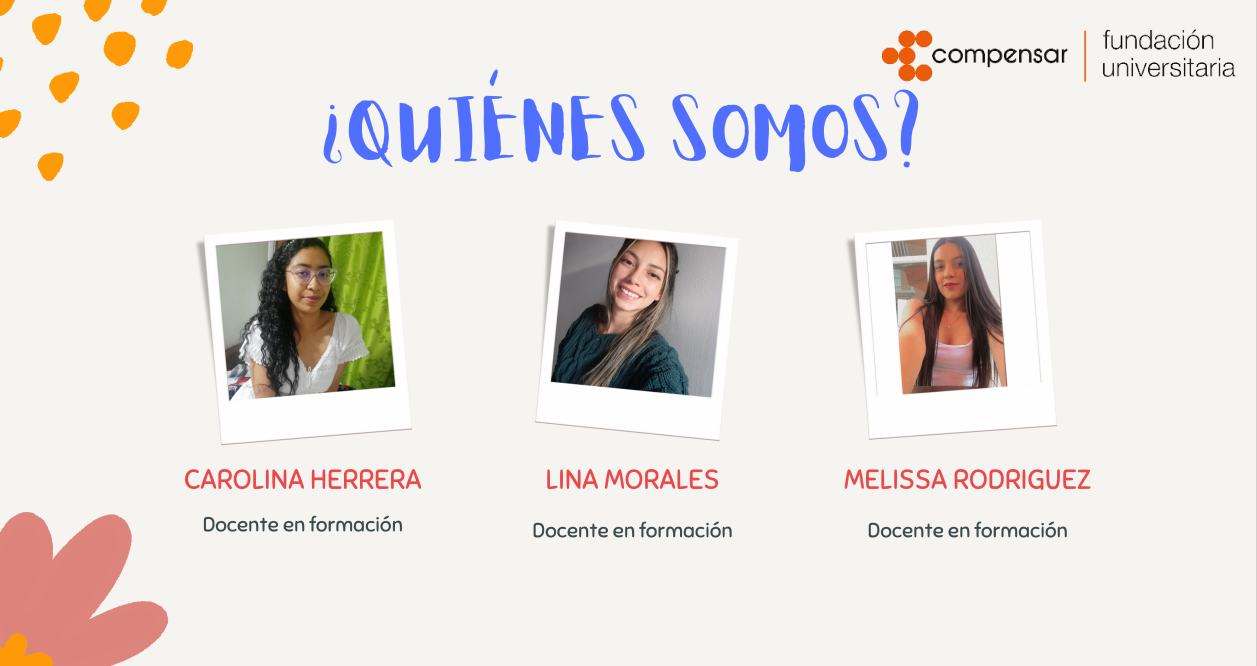 compensar
fundación
universitaria
¿QUIÉNES SOMOS?
CAROLINA HERRERA
Docente en formación
LINA MORALES
Docente en formación
MELISSA RODRIGUEZ
Docente en formación